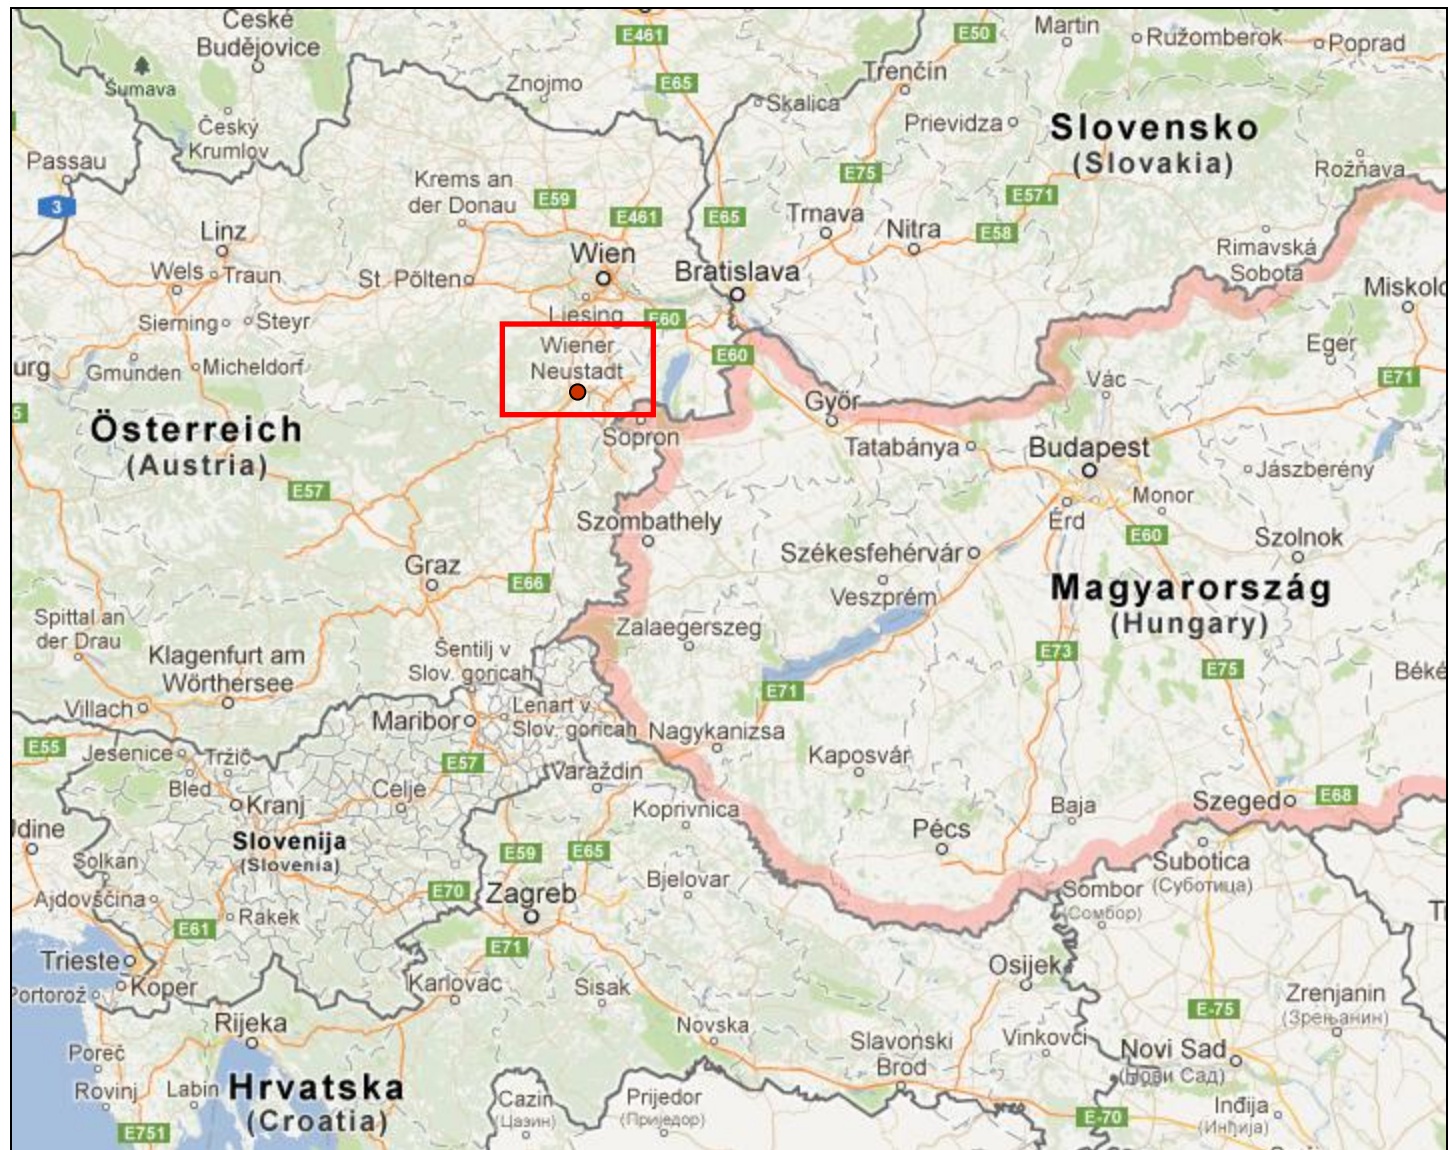 České
Budějovice
E461
E50
Martin
Ružomberok
Poprad
Šumava
Znojmo
E65
Trenčín
Skalica
Český
Krumlov
Prievidza
Slovensko
(Slovakia)
Passau
3
Krems an
der Donau
E59
E461
E65
E75
E571
Rožňava
Linz
Trnava
Nitra
E58
Rimavská
Sobota
Wels
Traun
St. Pölten
Wien
Bratislava
Miskolc
Sierning
Steyr
Liesing
E60
Wiener
Neustadt
E60
Eger
urg
Gmunden
Micheldorf
Vác
E71
5
Győr
Österreich
(Austria)
Sopron
Tatabánya
Budapest
Jászberény
E57
Monor
Érd
Szombathely
E60
Szolnok
Székesfehérvár
Graz
E66
Veszprém
Magyarország
(Hungary)
Spittal an
der Drau
Zalaegerszeg
Klagenfurt am
Wörthersee
Šentilj v
Slov. goricah
E73
E75
Béké
E71
Villach
Maribor
Lenart v
Slov. goricah
Nagykanizsa
E55
Jesenice
Tržič
E57
Varaždin
Kaposvár
Bled
Kranj
Celje
Koprivnica
Baja
Szeged
E68
Udine
Slovenija
(Slovenia)
Solkan
E59
E65
Pécs
Subotica
(Суботица)
Ajdovščina
E70
Zagreb
Bjelovar
Sombor
(Сомбор)
T
Rakek
E61
E71
Trieste
Koper
Portorož
Karlovac
Sisak
Osijek
Rijeka
Novska
E-75
Zrenjanin
(Зрењанин)
Poreč
Slavonski
Brod
Vinkovci
Novi Sad
(Нови Сад)
Rovinj
Labin
Hrvatska
(Croatia)
Cazin
(Цазин)
Prijedor
(Приједор)
E-70
Inđija
(Инђија)
E751